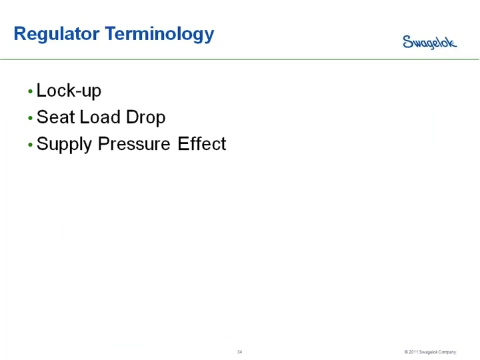 Regulator Terminology
Swagelok
• Lock-up
• Seat Load Drop
• Supply Pressure Effect
34
© 2011 Swagelok Company.